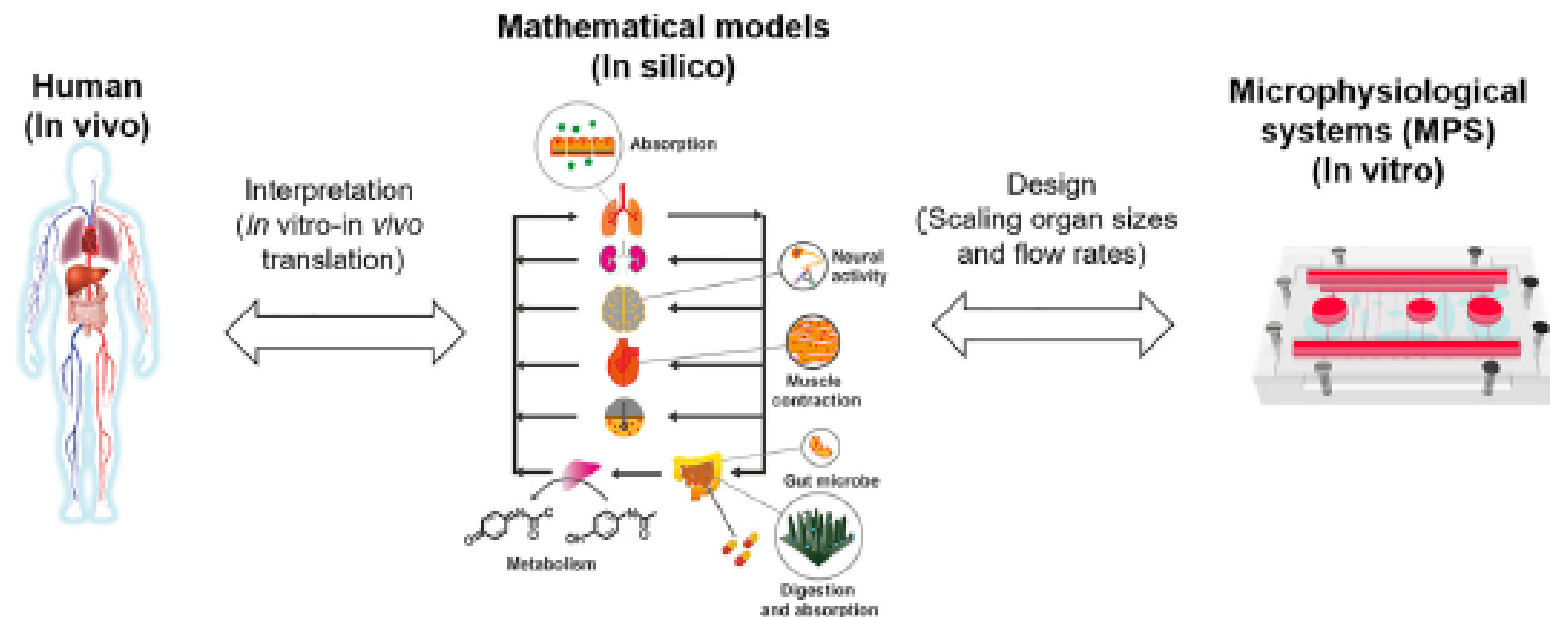 Human
(In vivo)
Interpretation
(In vitro-in vivo
translation)
Mathematical models
(In silico)
Absorption
Neural
activity
Muscle
contraction
Gut microbe
Digestion
and absorption
Metabolism
Design
(Scaling organ sizes
and flow rates)
Microphysiological
systems (MPS)
(In vitro)